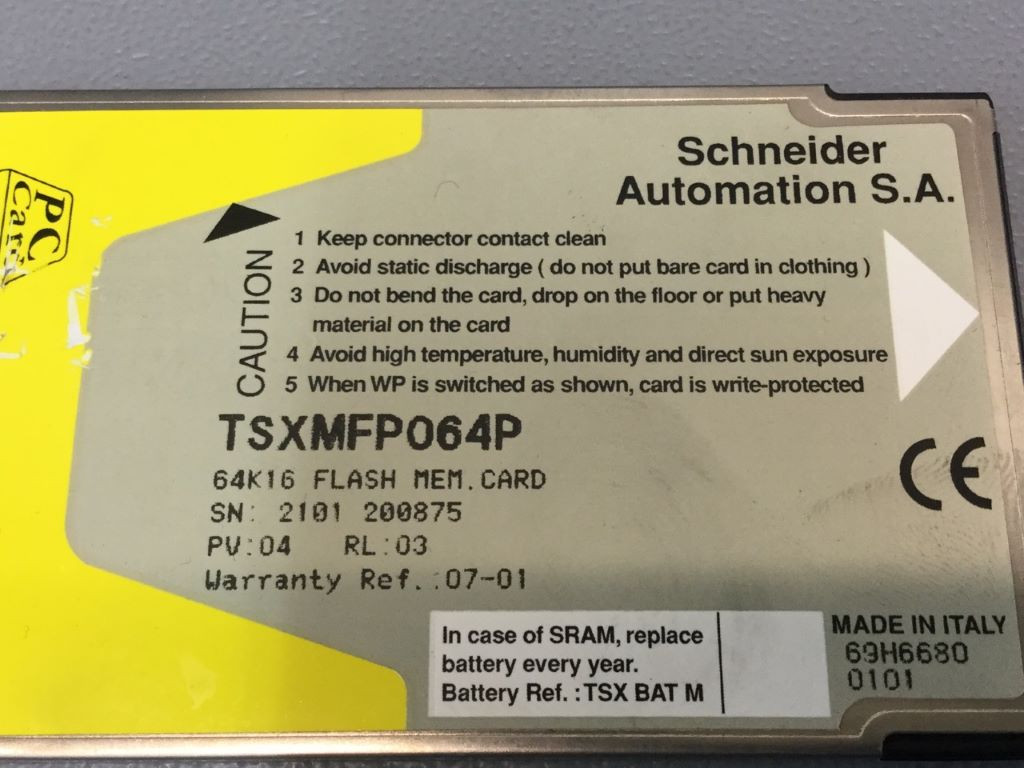 PC
Card
Schneider
Automation S.A.
CAUTION
1 Keep connector contact clean
2 Avoid static discharge ( do not put bare card in clothing )
3 Do not bend the card, drop on the floor or put heavy
material on the card
4 Avoid high temperature, humidity and direct sun exposure
5 When WP is switched as shown, card is write-protected
TSXMFP064P
64K16 FLASH MEM.CARD
SN: 2101 200875
PV:04 RL:03
Warranty Ref.:07-01
CE
In case of SRAM, replace
battery every year.
Battery Ref. : TSX BAT M
MADE IN ITALY
69H6680
0101